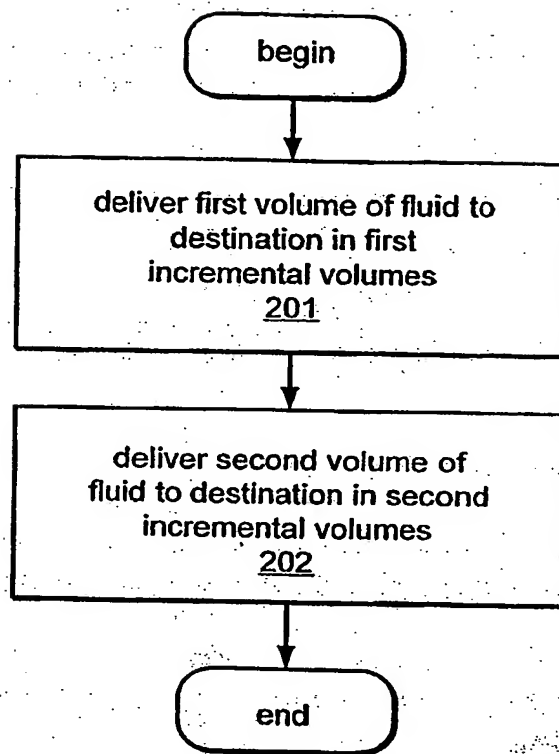 begin
deliver first volume of fluid to
destination in first
incremental volumes
201
deliver second volume of
fluid to destination in second
incremental volumes
202
end